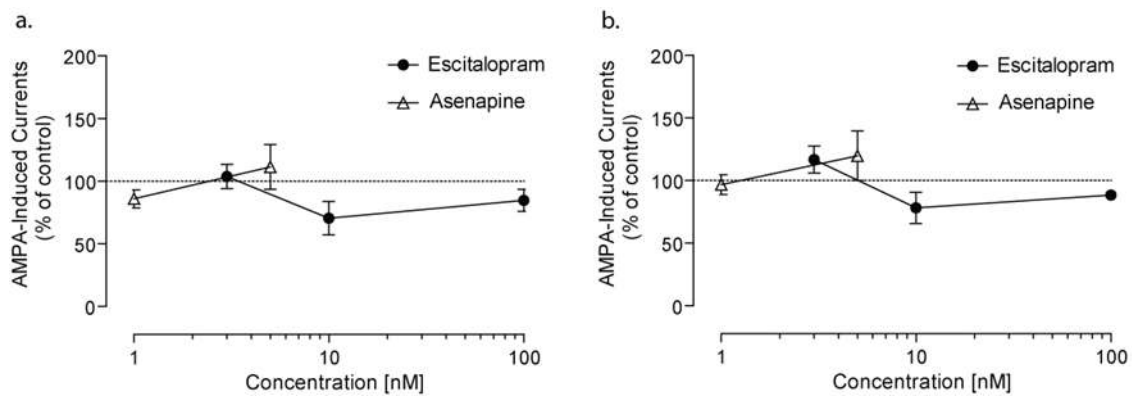 a.
AMPA-Induced Currents
(% of control)
200
150
100
50
0
Escitalopram
Asenapine
1
10
100
Concentration [nM]
b.
AMPA-Induced Currents
(% of control)
200
150
100
50
0
Escitalopram
Asenapine
1
10
100
Concentration [nM]